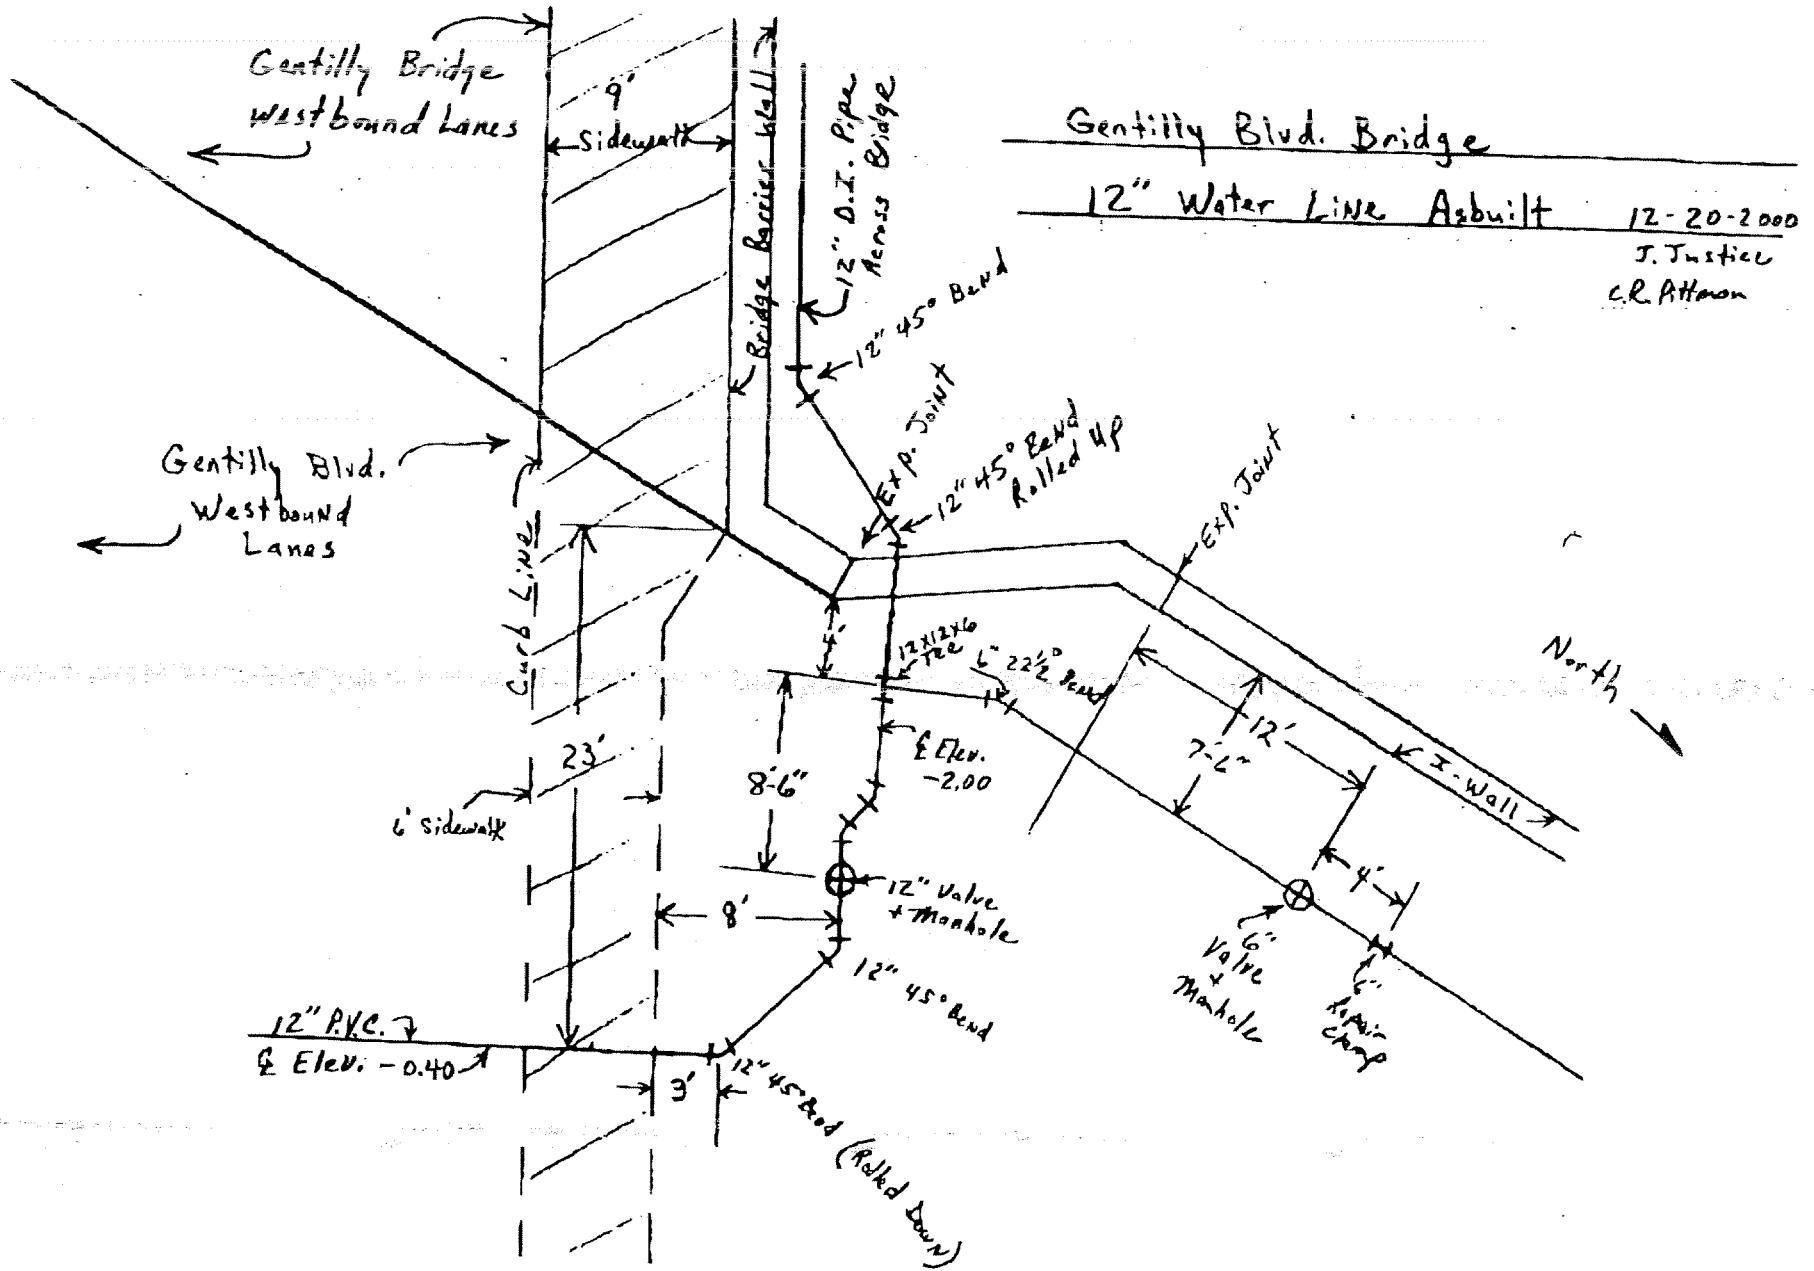 Gentilly Blvd. Bridge
12" Water Line Asbuilt 12-20-2000
J. Justice
C.R. Pittman
Gentilly Bridge
Westbound Lanes
9'
Sidewalk
Bridge Barrier Wall
12" D.I. Pipe
Across Bridge
12" 45° Bend
Exp. Joint
12" 45° Bend
Rolled Up
Exp. Joint
Gentilly Blvd.
Westbound
Lanes
Curb Line
North
12x12x6
Tee
6" 22½° Bend
12'
7-6"
I-Wall
23'
8-6"
℄ Elev.
-2.00
6' Sidewalk
4'
12" Valve
+ Manhole
8'
6"
Valve
+
Manhole
6"
Repair
Clamp
12" 45° Bend
12" P.V.C.
℄ Elev. -0.40
3'
12" 45° Bend (Rolled Down)